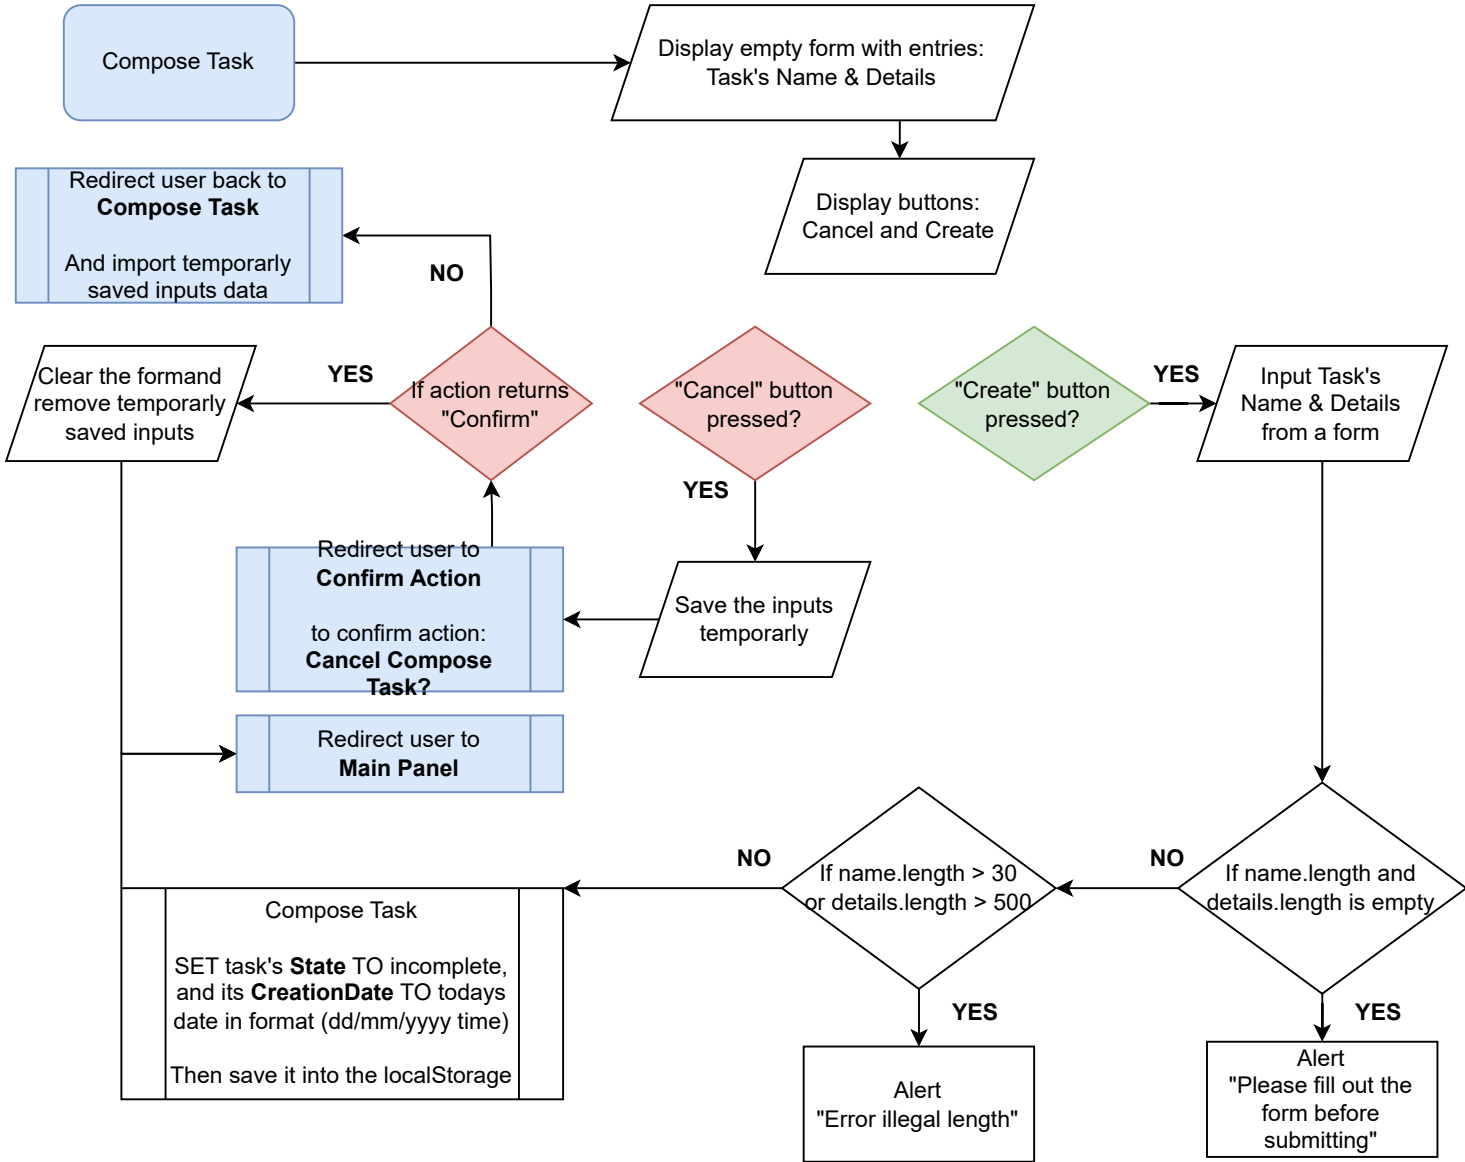 Compose Task
Display empty form with entries:
Task's Name & Details
Display buttons:
Cancel and Create
Redirect user back to
Compose Task
And import temporarly
saved inputs data
NO
YES
Clear the formand
remove temporarly
saved inputs
If action returns
"Confirm"
"Cancel" button
pressed?
YES
"Create" button
pressed?
YES
Input Task's
Name & Details
from a form
Redirect user to
Confirm Action
to confirm action:
Cancel Compose
Task?
Save the inputs
temporarly
Redirect user to
Main Panel
If name.length and
details.length is empty
NO
If name.length > 30
or details.length > 500
NO
Compose Task
SET task's State TO incomplete,
and its CreationDate TO todays
date in format (dd/mm/yyyy time)
Then save it into the localStorage
YES
Alert
"Error illegal length"
YES
Alert
"Please fill out the
form before
submitting"